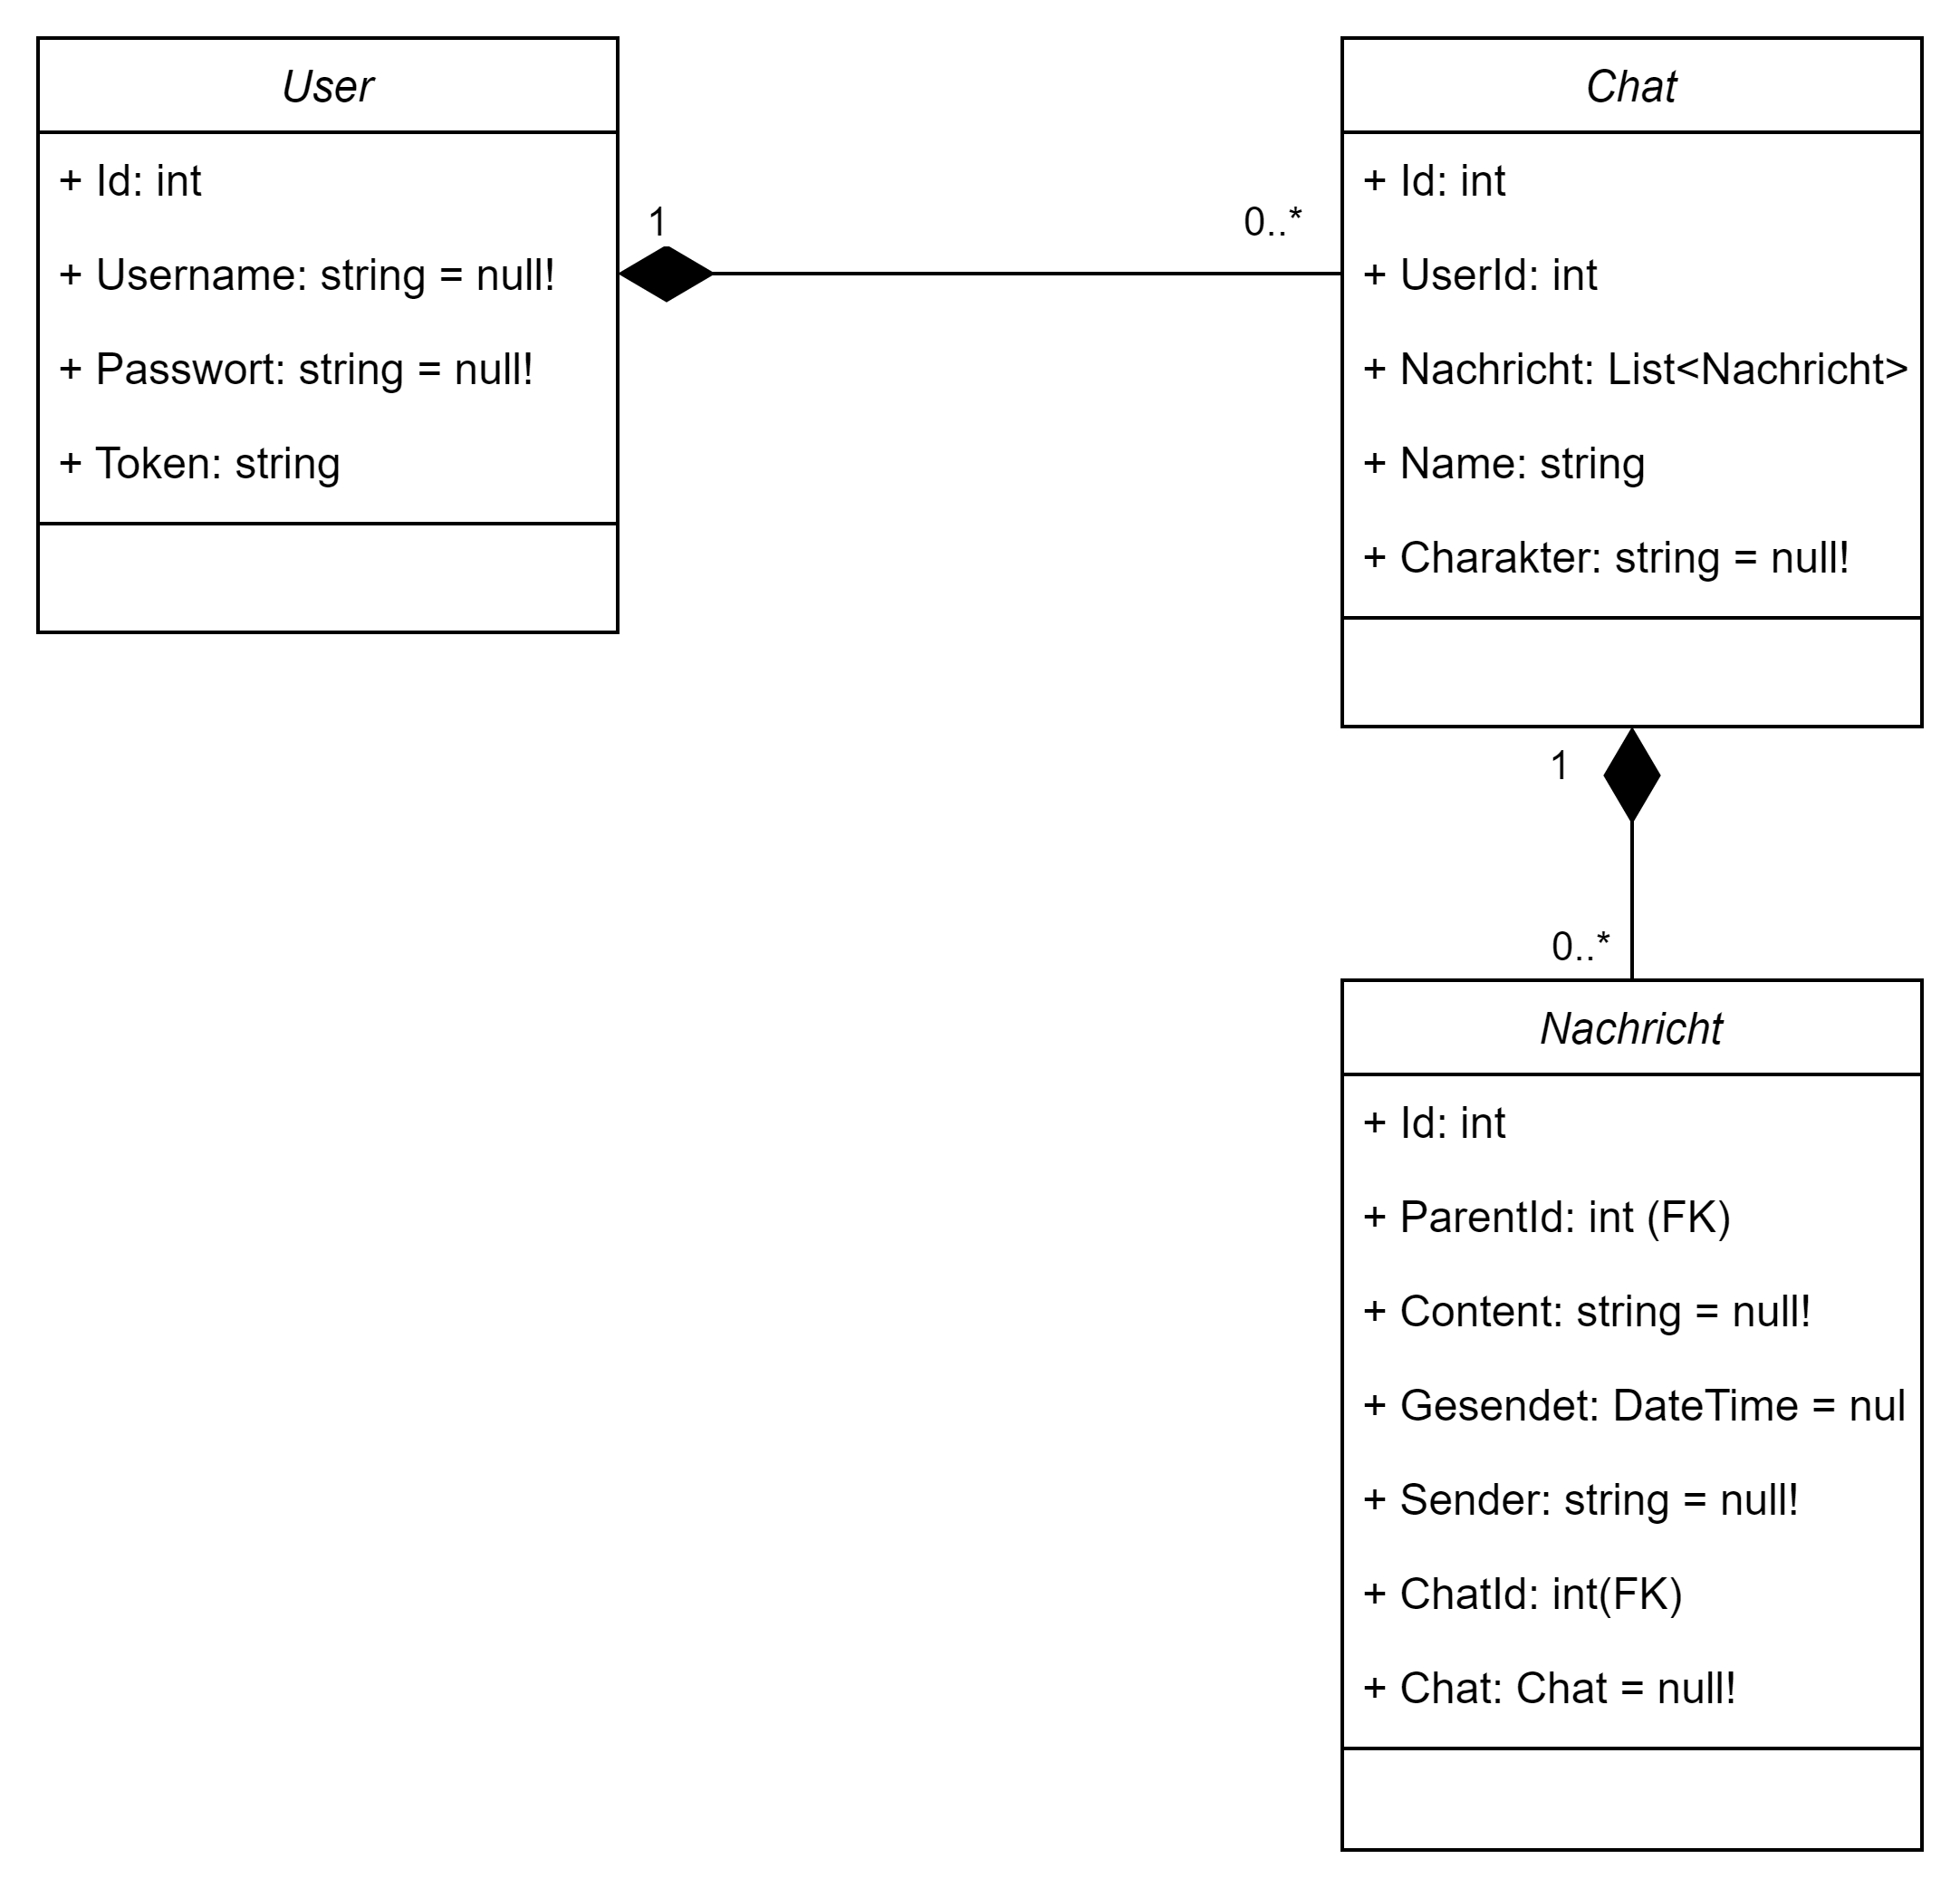 User
+ Id: int
+ Username: string = null!
+ Passwort: string = null!
+ Token: string
1
0..*
Chat
+ Id: int
+ UserId: int
+ Nachricht: List<Nachricht>
+ Name: string
+ Charakter: string = null!
1
0..*
Nachricht
+ Id: int
+ ParentId: int (FK)
+ Content: string = null!
+ Gesendet: DateTime = nul
+ Sender: string = null!
+ ChatId: int(FK)
+ Chat: Chat = null!